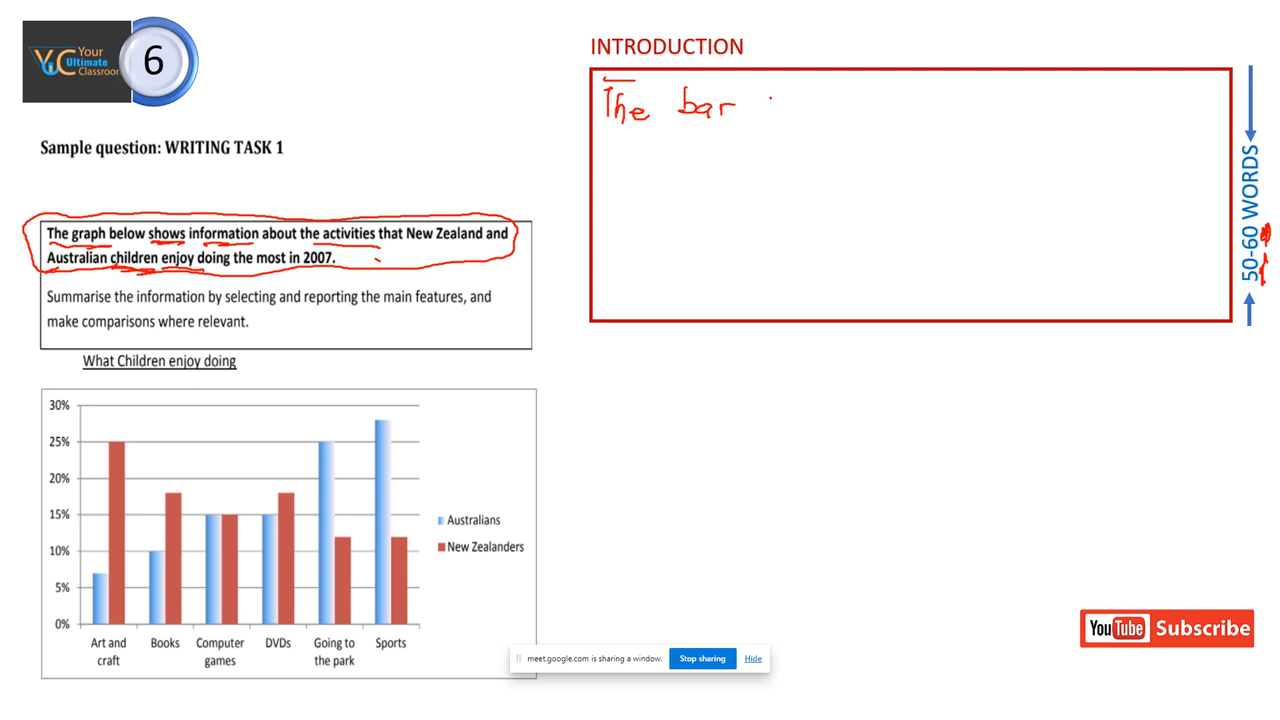 Your
Ultimate
Classroom
YUC
6
Sample question: WRITING TASK 1
The graph below shows information about the activities that New Zealand and
Australian children enjoy doing the most in 2007.
Summarise the information by selecting and reporting the main features, and
make comparisons where relevant.
What Children enjoy doing
30%
25%
20%
15%
10%
5%
0%
Art and
craft
Books
Computer
games
DVDs
Going to
the park
Sports
Australians
New Zealanders
INTRODUCTION
The bar
50-60 WORDS
YouTube Subscribe
meet.google.com is sharing a window.
Stop sharing
Hide